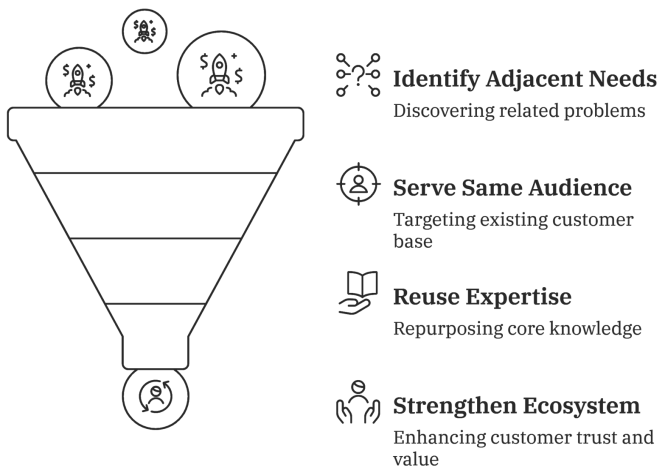 Identify Adjacent Needs
Discovering related problems
Serve Same Audience
Targeting existing customer
base
Reuse Expertise
Repurposing core knowledge
Strengthen Ecosystem
Enhancing customer trust and
value